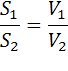 S₁/S₂ = V₁/V₂